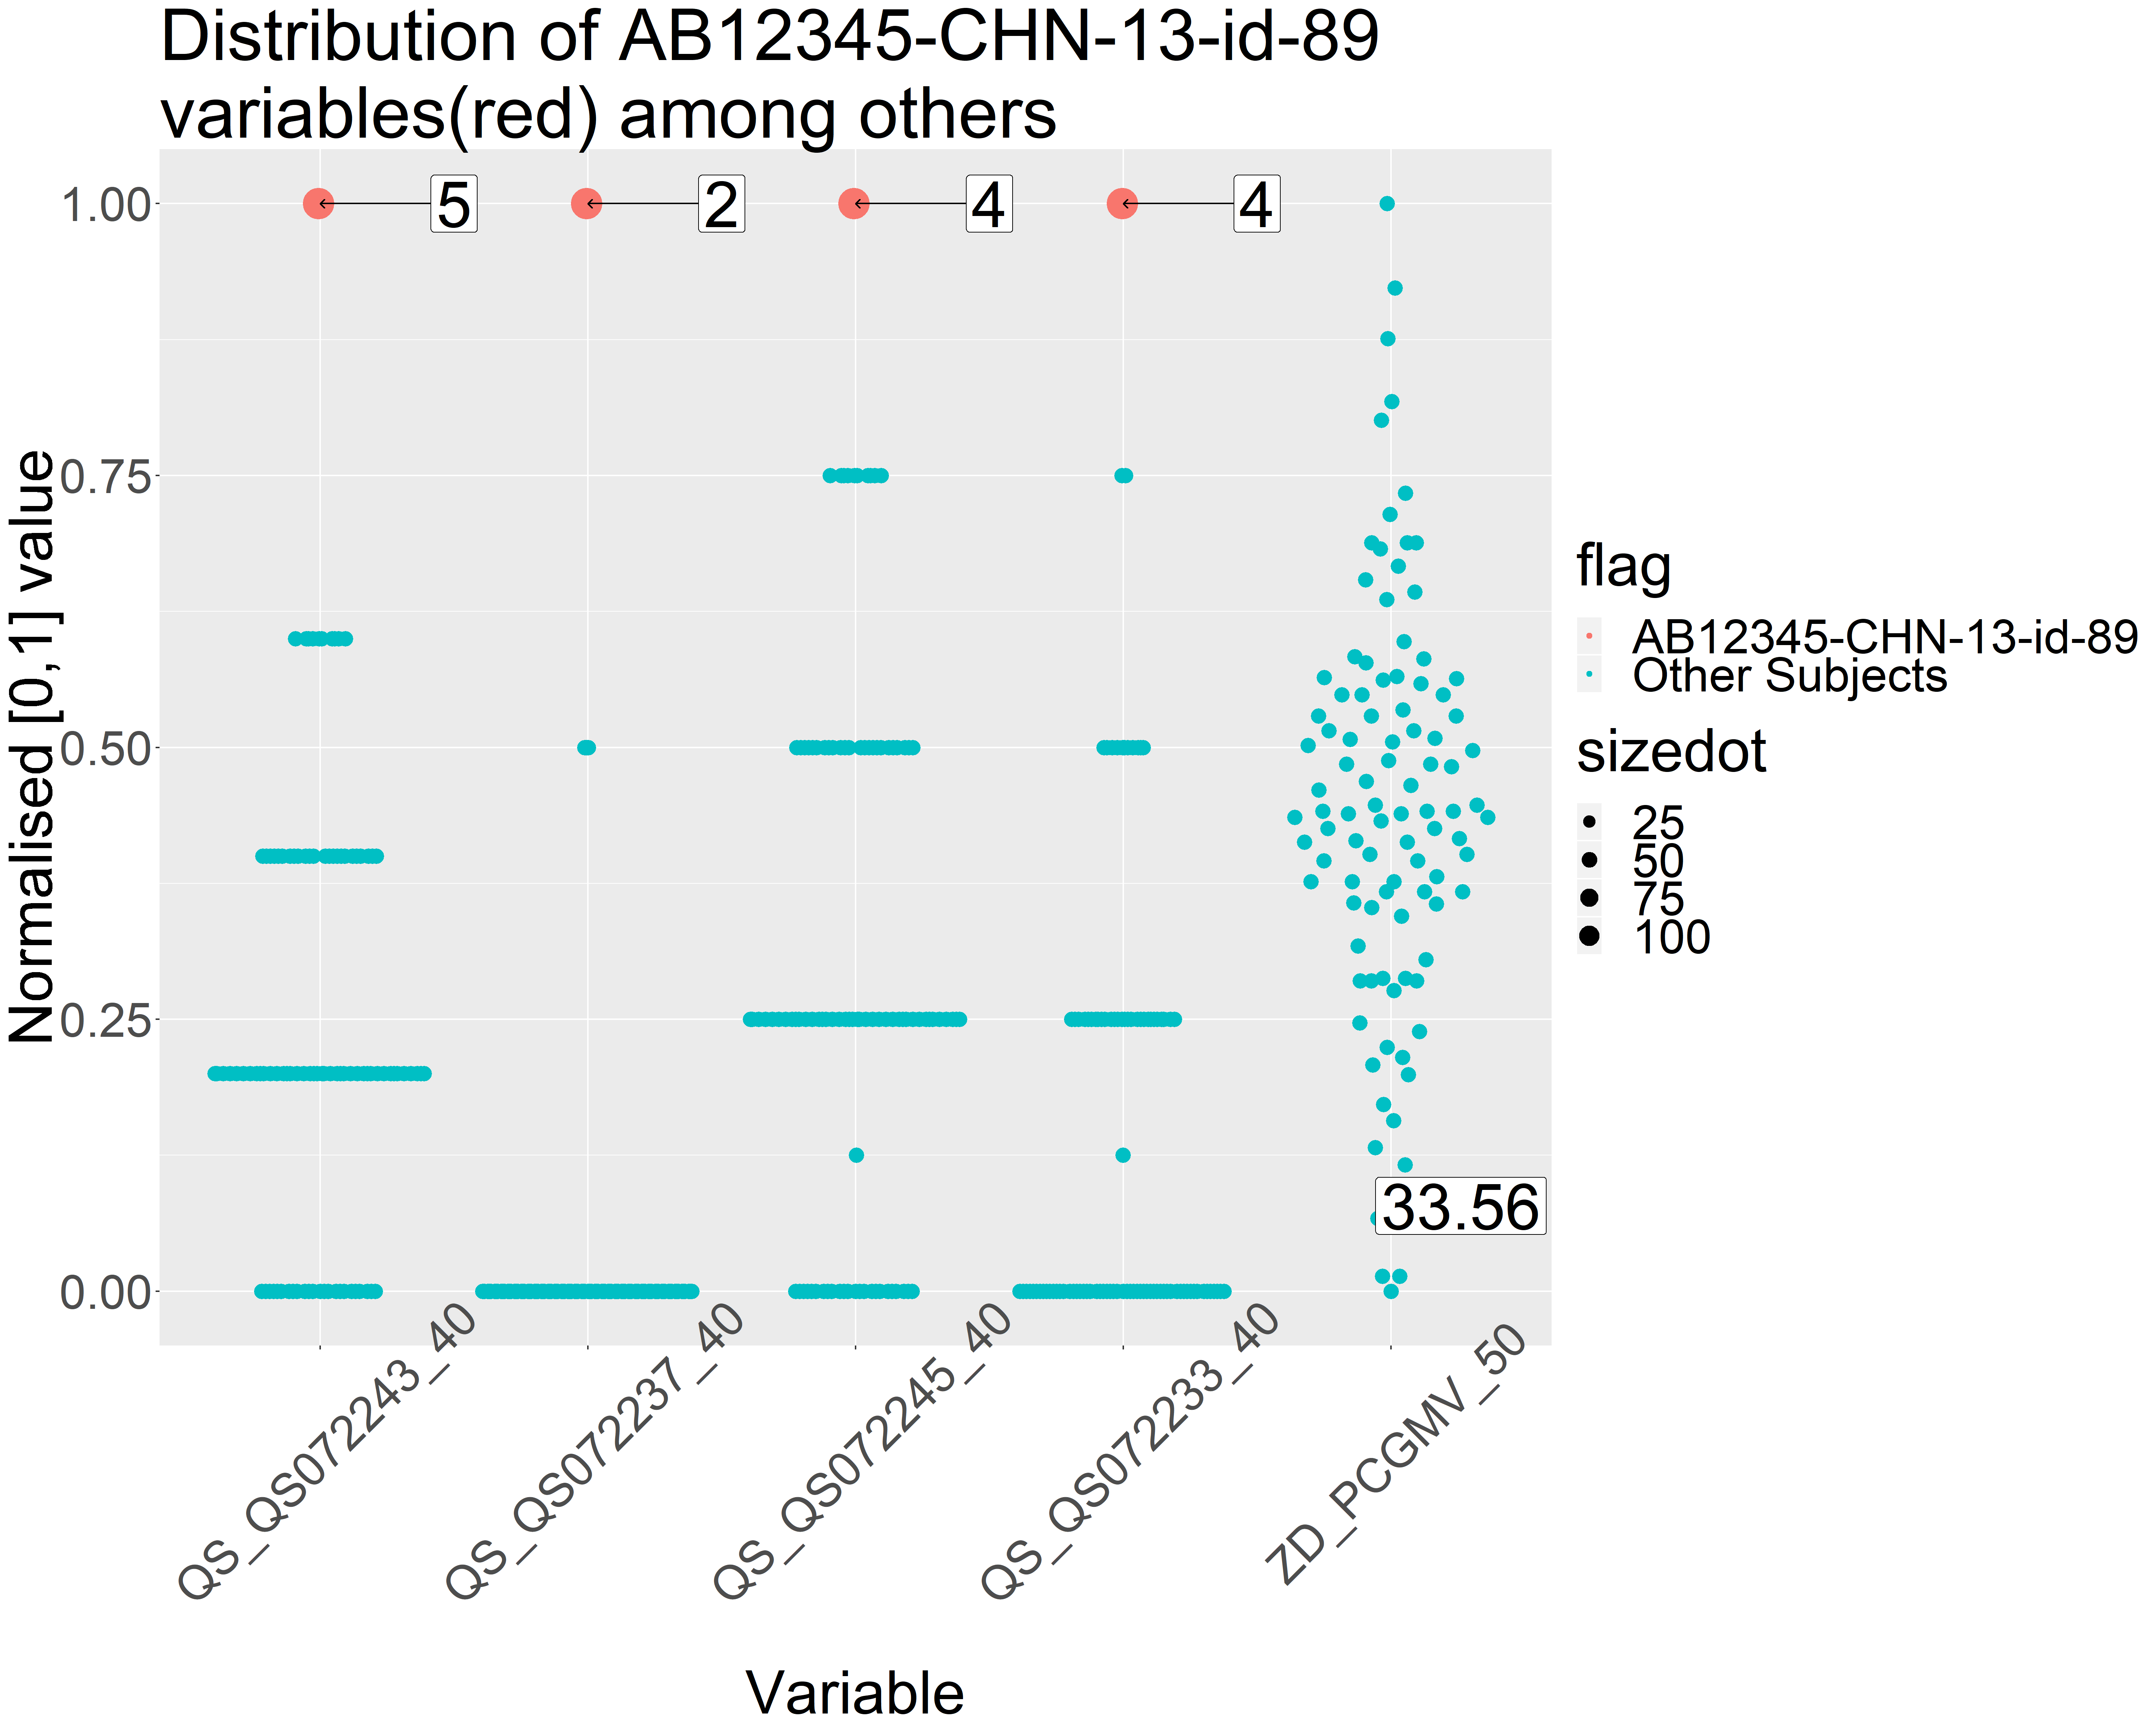 Distribution of AB12345-CHN-13-id-89
variables(red) among others
Normalised [0,1] value
1.00
0.75
0.50
0.25
0.00
5
2
4
4
33.56
QS_QS072243_40
QS_QS072237_40
QS_QS072245_40
QS_QS072233_40
ZD_PCGMV_50
Variable
flag
AB12345-CHN-13-id-89
Other Subjects
sizedot
25
50
75
100